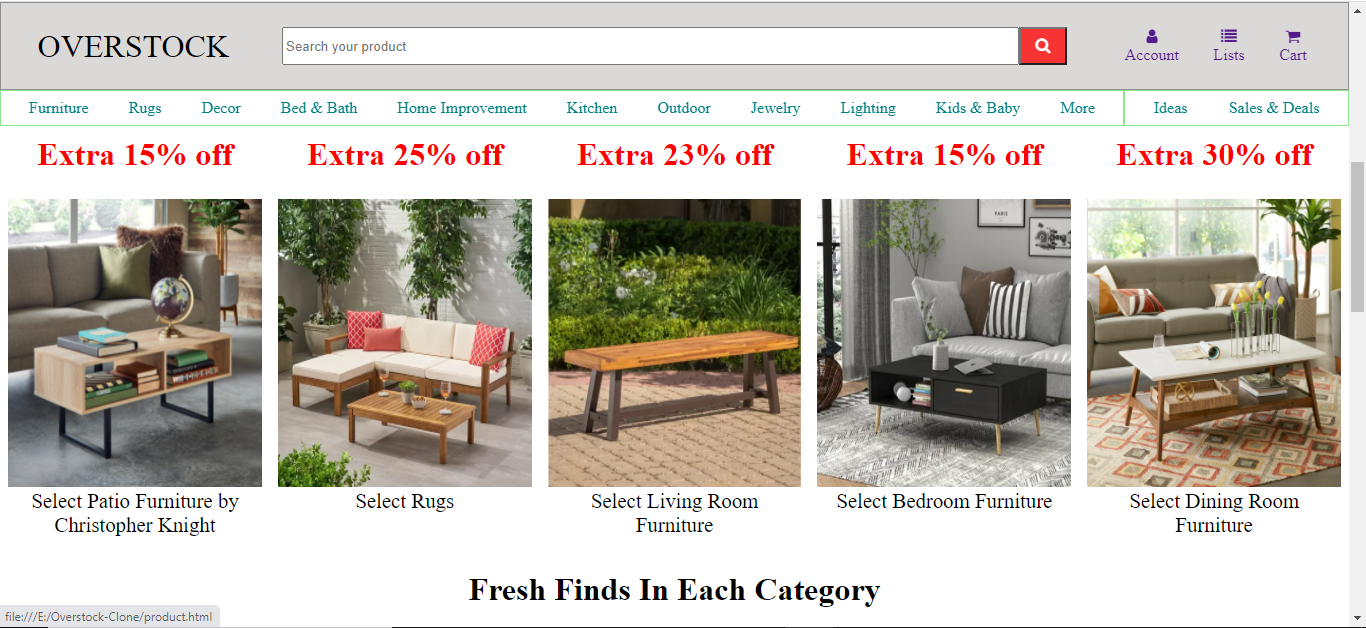 OVERSTOCK
Search your product
Account
Lists
Cart
Furniture Rugs Decor Bed & Bath Home Improvement Kitchen Outdoor Jewelry Lighting Kids & Baby More Ideas Sales & Deals
Extra 15% off
Extra 25% off
Extra 23% off
Extra 15% off
Extra 30% off
PARIS
Select Patio Furniture by
Christopher Knight
Select Rugs
Select Living Room
Furniture
Select Bedroom Furniture
Select Dining Room
Furniture
Fresh Finds In Each Category
file:///E:/Overstock-Clone/product.html